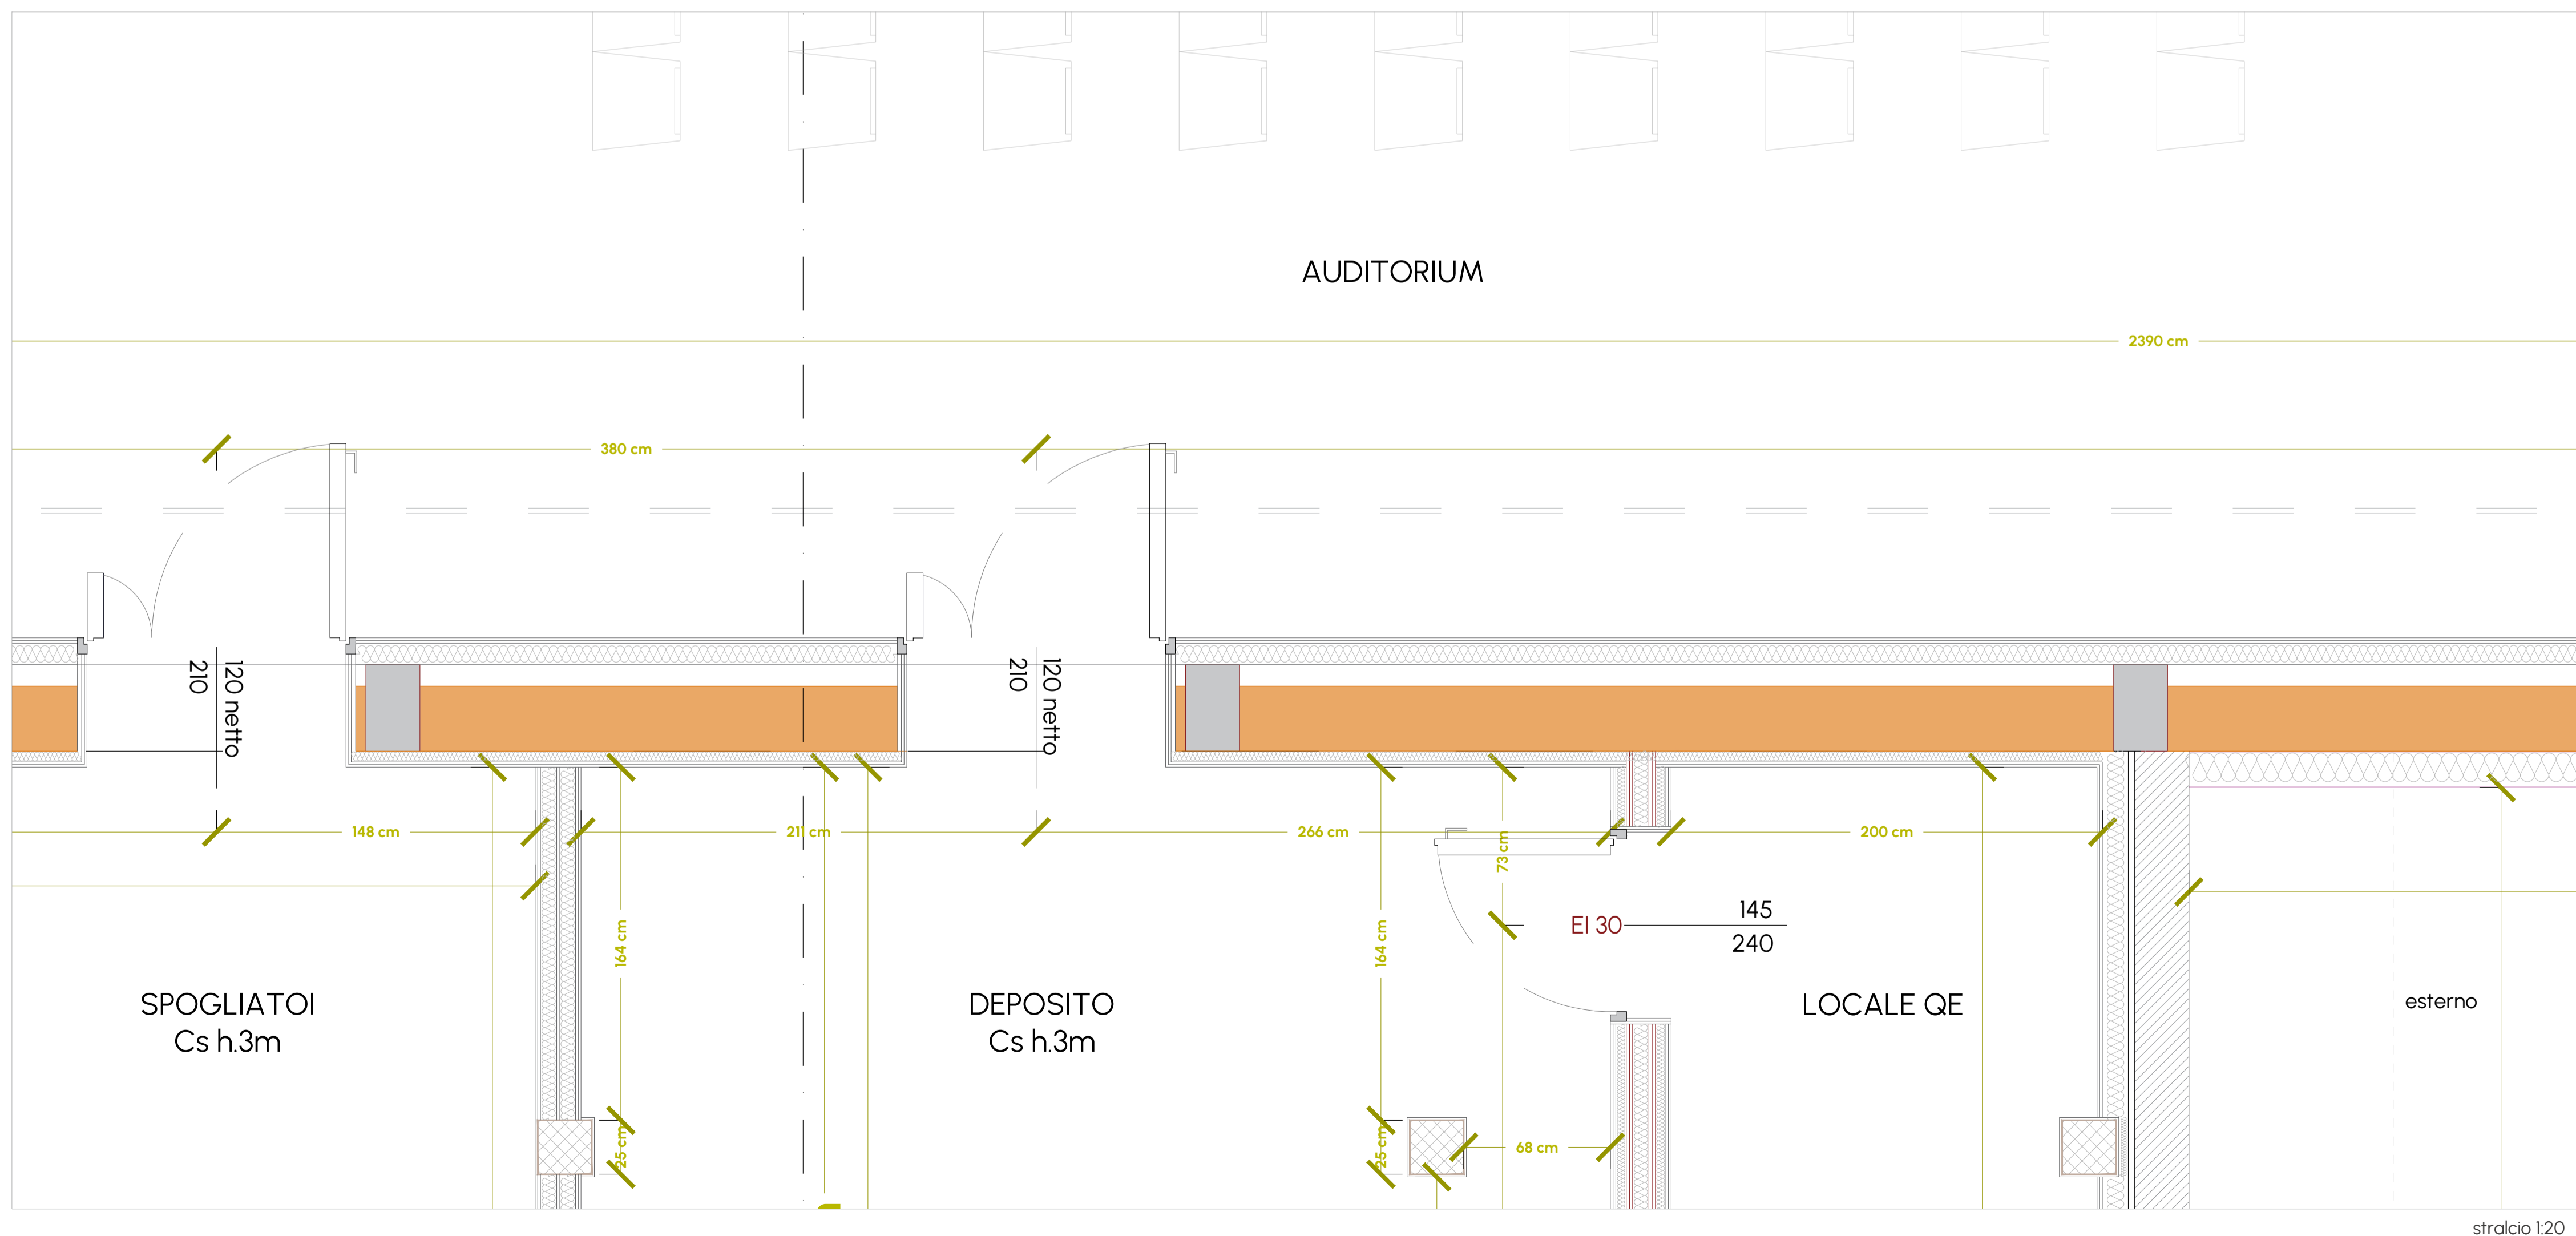 AUDITORIUM
2390 cm
380 cm
120 netto
210
120 netto
210
148 cm
211 cm
266 cm
200 cm
73 cm
164 cm
164 cm
EI 30
145
240
SPOGLIATOI
Cs h.3m
DEPOSITO
Cs h.3m
LOCALE QE
esterno
25 cm
25 cm
68 cm
stralcio 1:20